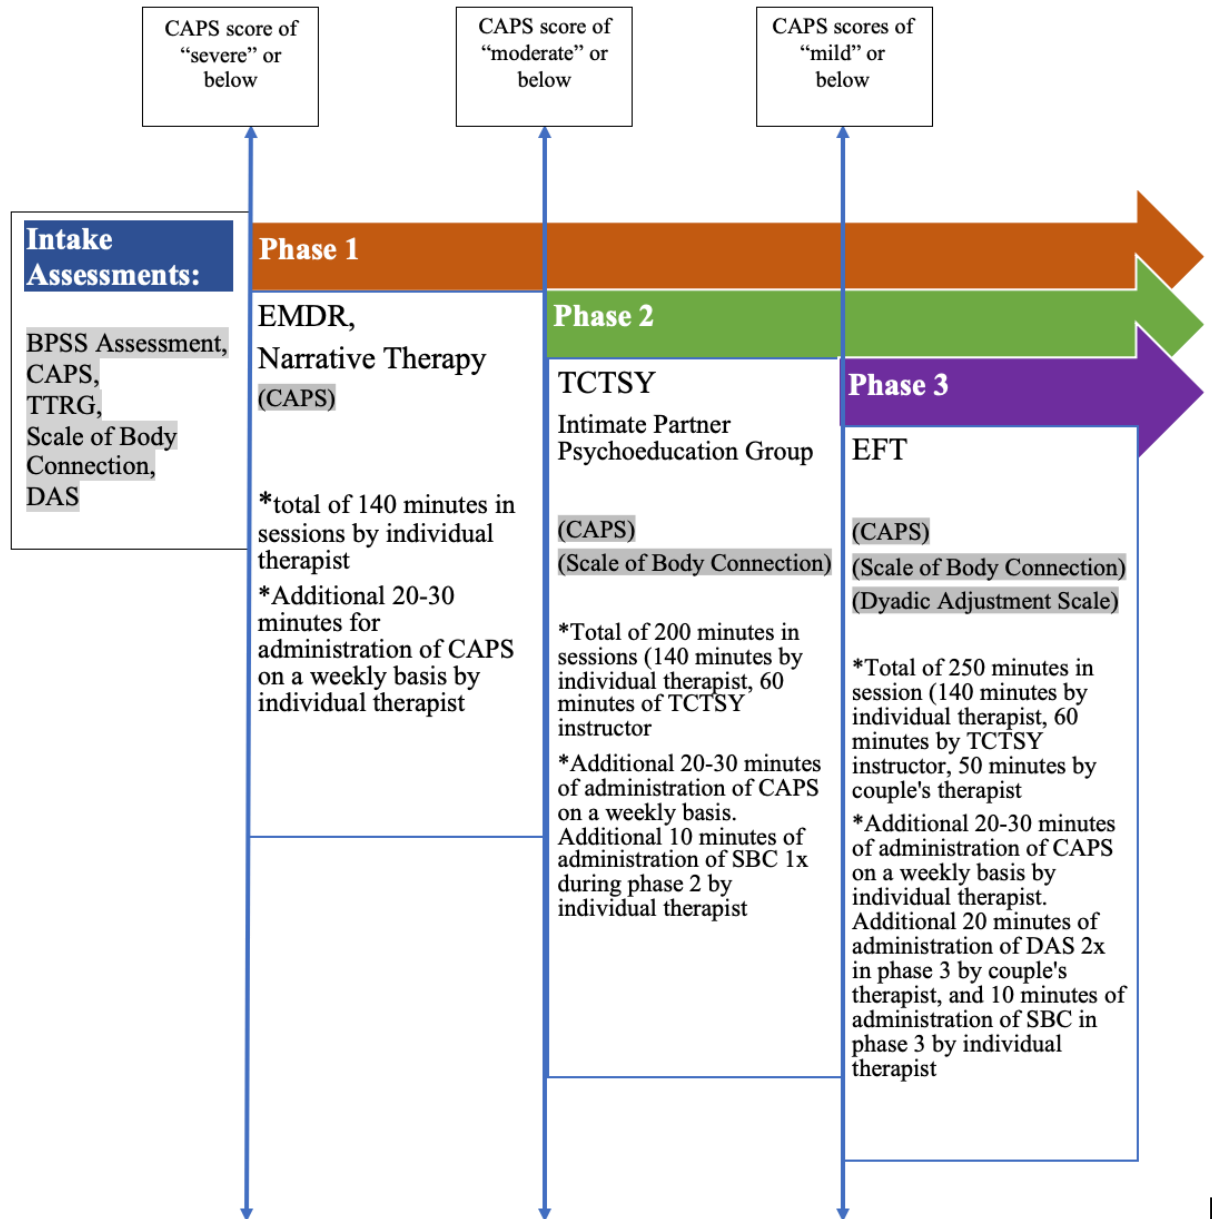 CAPS score of
“severe” or
below
CAPS score of
“moderate” or
below
CAPS scores of
“mild” or
below
Intake
Assessments:
BPSS Assessment,
CAPS,
TTRG,
Scale of Body
Connection,
DAS
Phase 1
EMDR,
Narrative Therapy
(CAPS)
*total of 140 minutes in
sessions by individual
therapist
*Additional 20-30
minutes for
administration of CAPS
on a weekly basis by
individual therapist
Phase 2
TCTSY
Intimate Partner
Psychoeducation Group
(CAPS)
(Scale of Body Connection)
*Total of 200 minutes in
sessions (140 minutes by
individual therapist, 60
minutes of TCTSY
instructor
*Additional 20-30 minutes
of administration of CAPS
on a weekly basis.
Additional 10 minutes of
administration of SBC 1x
during phase 2 by
individual therapist
Phase 3
EFT
(CAPS)
(Scale of Body Connection)
(Dyadic Adjustment Scale)
*Total of 250 minutes in
session (140 minutes by
individual therapist, 60
minutes by TCTSY
instructor, 50 minutes by
couple's therapist
*Additional 20-30 minutes
of administration of CAPS
on a weekly basis by
individual therapist.
Additional 20 minutes of
administration of DAS 2x
in phase 3 by couple's
therapist, and 10 minutes of
administration of SBC in
phase 3 by individual
therapist